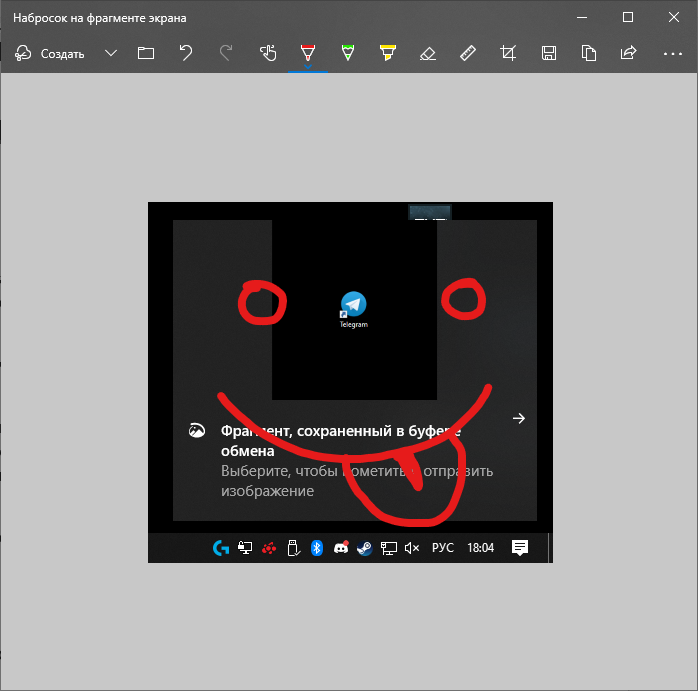 Набросок на фрагменте экрана
Создать
Telegram
Фрагмент, сохраненный в буфере
обмена
Выберите, чтобы пометить и отправить
изображение
РУС 18:04